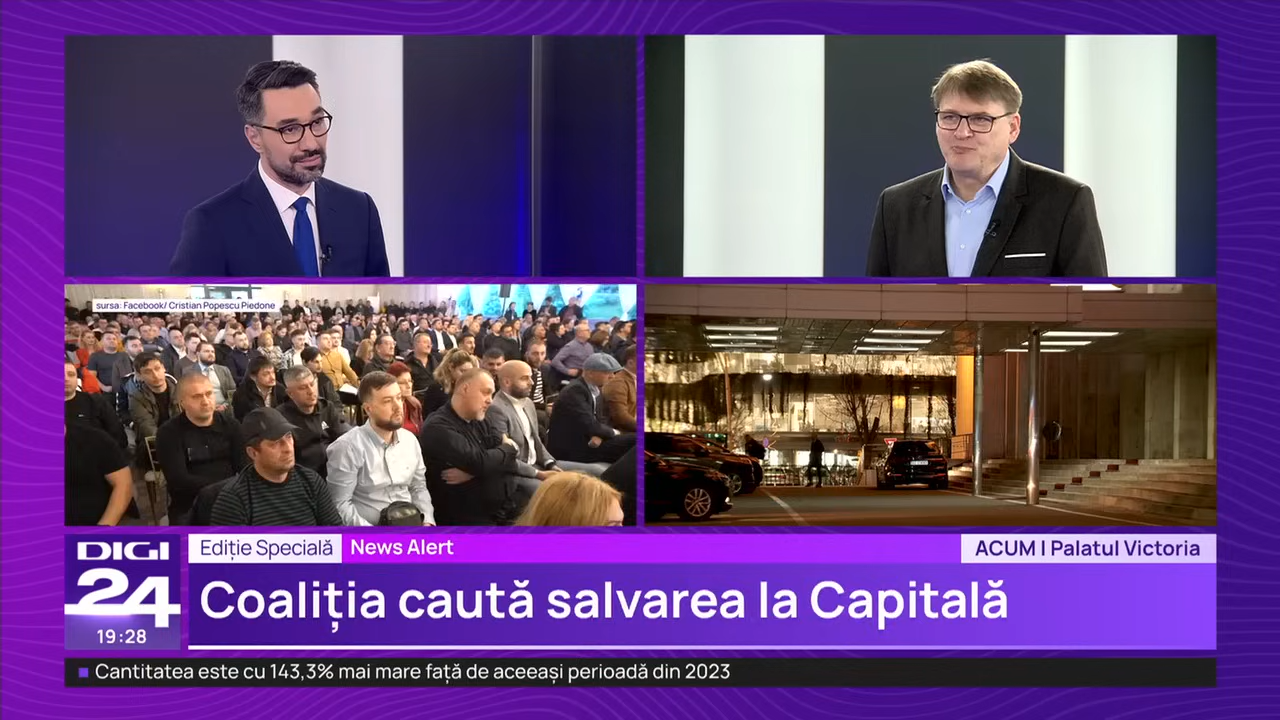 sursa: Facebook/ Cristian Popescu Piedone
DIGI
24
19:28
Ediție Specială
News Alert
ACUM | Palatul Victoria
Coaliția caută salvarea la Capitală
Cantitatea este cu 143,3% mai mare față de aceeași perioadă din 2023